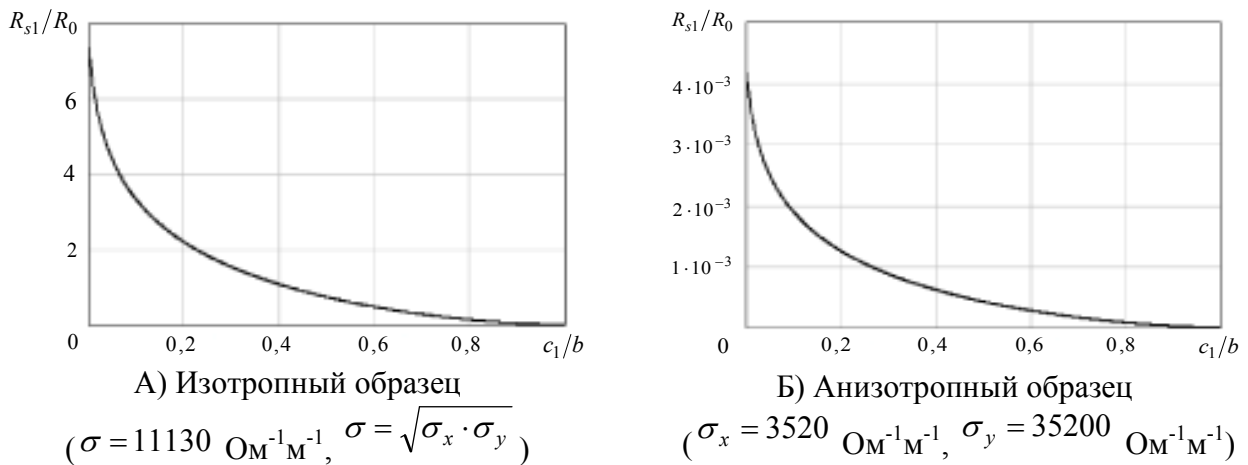 R_{s1}/R_0
6
4
2
0 0,2 0,4 0,6 0,8 c_1/b
А) Изотропный образец
(σ = 11130 Ом⁻¹м⁻¹, σ = √(σ_x · σ_y) )
R_{s1}/R_0
4·10⁻³
3·10⁻³
2·10⁻³
1·10⁻³
0 0,2 0,4 0,6 0,8 c_1/b
Б) Анизотропный образец
(σ_x = 3520 Ом⁻¹м⁻¹, σ_y = 35200 Ом⁻¹м⁻¹)